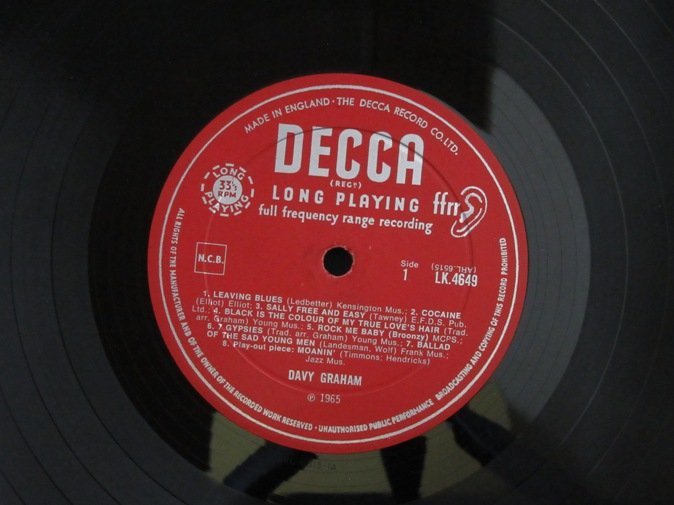 MADE IN ENGLAND · THE DECCA RECORD CO. LTD.
DECCA
(REGD.)
LONG 33⅓ RPM PLAYING
LONG PLAYING ffrr
full frequency range recording
N.C.B.
Side
1
(ARL.6515)
LK.4649
1. LEAVING BLUES (Ledbetter) Kensington Mus.; 2. COCAINE
(Elliot) Elliot; 3. SALLY FREE AND EASY (Tawney) E.F.D.S. Pub.
Ltd.; 4. BLACK IS THE COLOUR OF MY TRUE LOVE'S HAIR (Trad.
arr. Graham) Young Mus.; 5. ROCK ME BABY (Broonzy) MCPS.;
6. 7 GYPSIES (Trad. arr. Graham) Young Mus.; 7. BALLAD
OF THE SAD YOUNG MEN (Landesman, Wolf) Frank Mus.;
8. Play-out piece: MOANIN' (Timmons; Hendricks)
Jazz Mus.
DAVY GRAHAM
℗ 1965
ALL RIGHTS OF THE MANUFACTURER AND OF THE OWNER OF THE RECORDED WORK RESERVED · UNAUTHORISED PUBLIC PERFORMANCE BROADCASTING AND COPYING OF THIS RECORD PROHIBITED